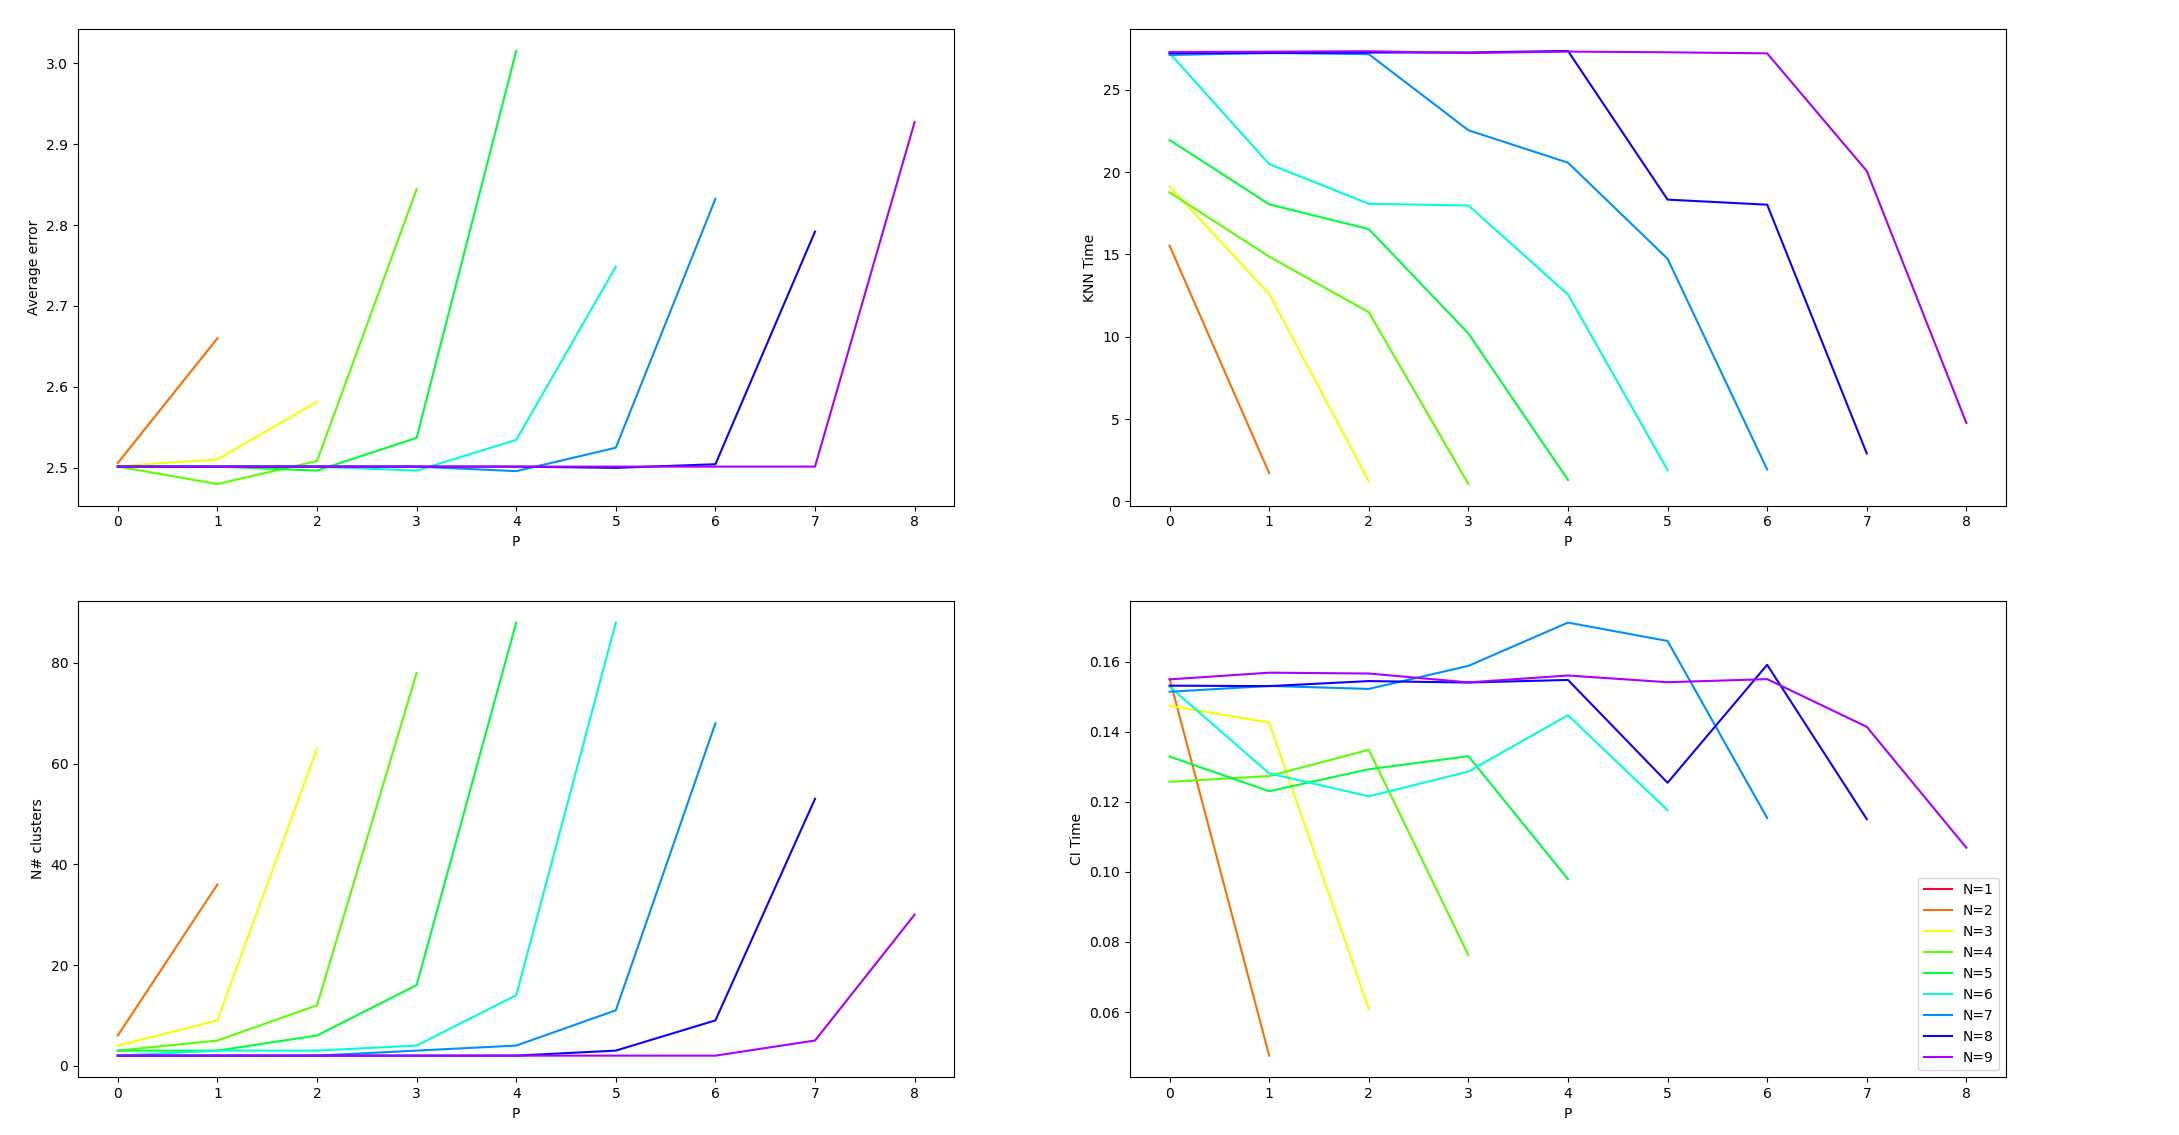 Average error
3.0
2.9
2.8
2.7
2.6
2.5
0 1 2 3 4 5 6 7 8
P
KNN Time
25
20
15
10
5
0
0 1 2 3 4 5 6 7 8
P
N# clusters
80
60
40
20
0
0 1 2 3 4 5 6 7 8
P
CI Time
0.16
0.14
0.12
0.10
0.08
0.06
0 1 2 3 4 5 6 7 8
P
N=1
N=2
N=3
N=4
N=5
N=6
N=7
N=8
N=9